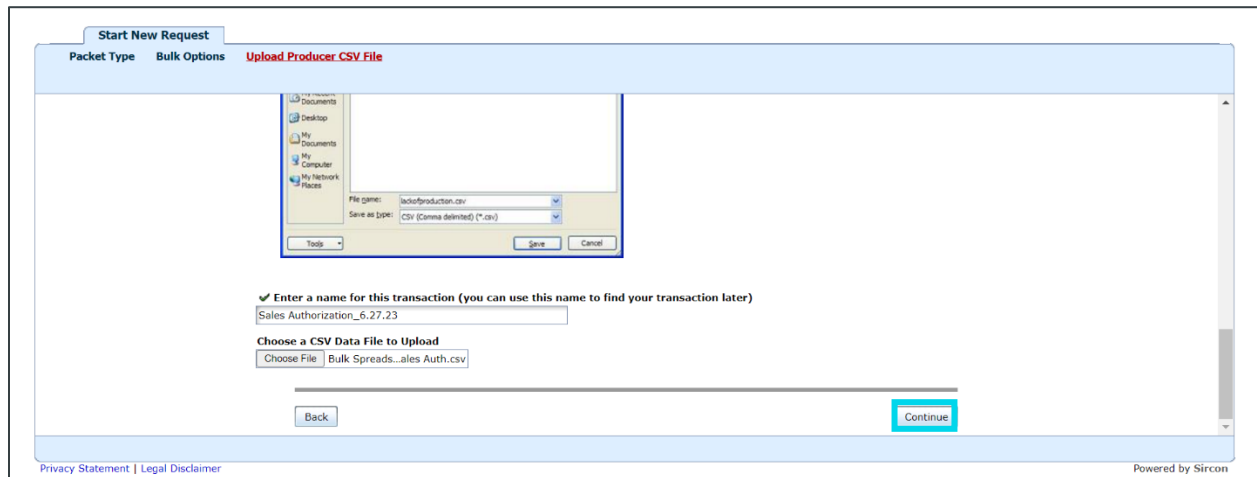 Start New Request
Packet Type Bulk Options Upload Producer CSV File
Documents
Desktop
My
Documents
My
Computer
My Network
Places
File name: lackofproduction.csv
Save as type: CSV (Comma delimited) (*.csv)
Tools Save Cancel
Enter a name for this transaction (you can use this name to find your transaction later)
Sales Authorization_6.27.23
Choose a CSV Data File to Upload
Choose File Bulk Spreads...ales Auth.csv
Back Continue
Privacy Statement | Legal Disclaimer Powered by Sircon